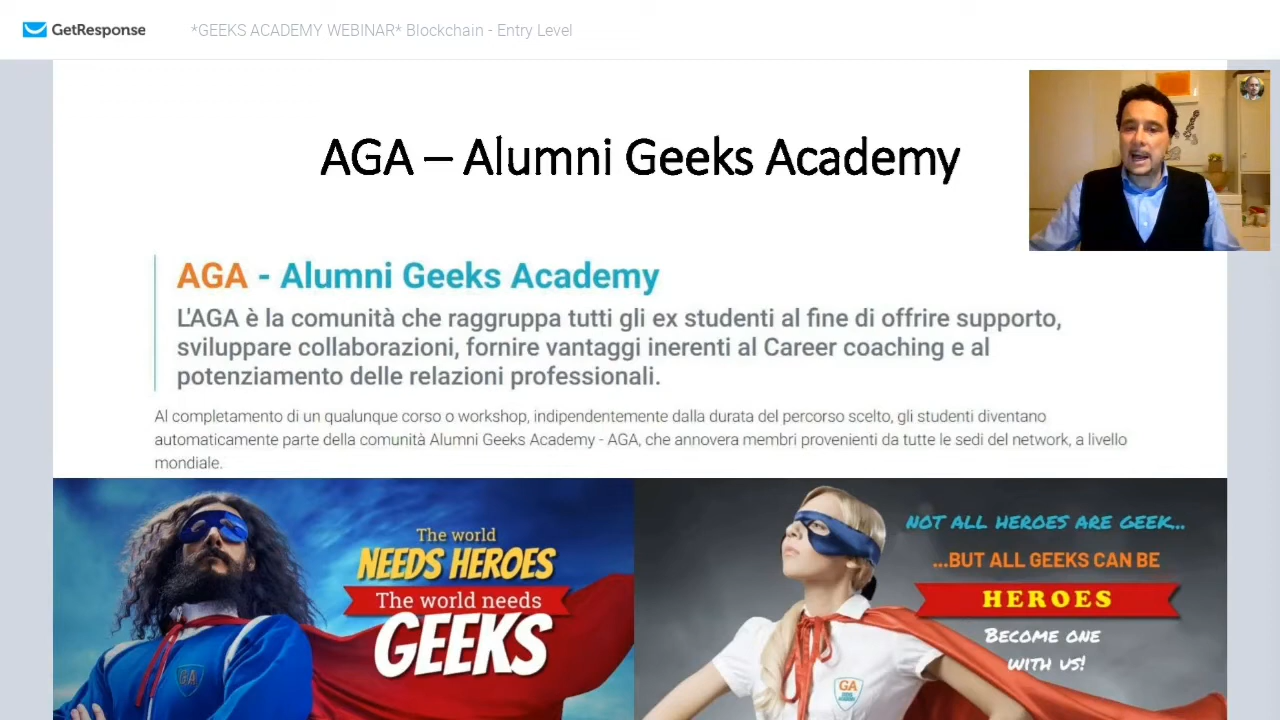 GetResponse
*GEEKS ACADEMY WEBINAR* Blockchain - Entry Level
AGA – Alumni Geeks Academy
AGA - Alumni Geeks Academy
L'AGA è la comunità che raggruppa tutti gli ex studenti al fine di offrire supporto,
sviluppare collaborazioni, fornire vantaggi inerenti al Career coaching e al
potenziamento delle relazioni professionali.
Al completamento di un qualunque corso o workshop, indipendentemente dalla durata del percorso scelto, gli studenti diventano
automaticamente parte della comunità Alumni Geeks Academy - AGA, che annovera membri provenienti da tutte le sedi del network, a livello
mondiale.
The world
NEEDS HEROES
The world needs
GEEKS
GA
NOT ALL HEROES ARE GEEK...
...BUT ALL GEEKS CAN BE
HEROES
BECOME ONE
WITH US!
GA